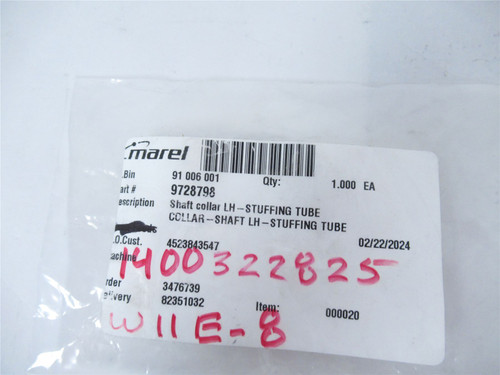 marel
.Bin 91 006 001 Qty: 1.000 EA
art # 9728798
escription Shaft collar LH-STUFFING TUBE
COLLAR-SHAFT LH-STUFFING TUBE
.O.Cust. 4523843547 02/22/2024
achine
1400322825
rder 3476739
elivery 82351032 Item: 000020
W11E-8